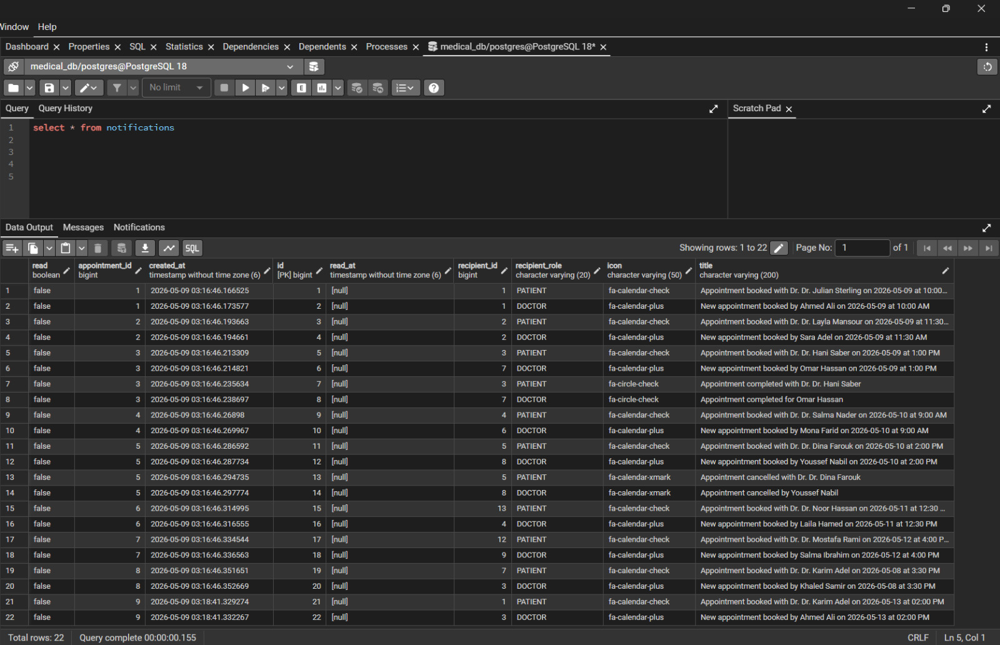 Window Help
Dashboard Properties SQL Statistics Dependencies Dependents Processes medical_db/postgres@PostgreSQL 18*
medical_db/postgres@PostgreSQL 18
No limit
Query Query History Scratch Pad
1 select * from notifications
2
3
4
5
Data Output Messages Notifications
SQL Showing rows: 1 to 22 Page No: 1 of 1
read appointment_id created_at id read_at recipient_id recipient_role icon title
boolean bigint timestamp without time zone (6) [PK] bigint timestamp without time zone (6) bigint character varying (20) character varying (50) character varying (200)
1 false 1 2026-05-09 03:16:46.166525 1 [null] 1 PATIENT fa-calendar-check Appointment booked with Dr. Dr. Julian Sterling on 2026-05-09 at 10:00...
2 false 1 2026-05-09 03:16:46.173577 2 [null] 1 DOCTOR fa-calendar-plus New appointment booked by Ahmed Ali on 2026-05-09 at 10:00 AM
3 false 2 2026-05-09 03:16:46.193663 3 [null] 2 PATIENT fa-calendar-check Appointment booked with Dr. Dr. Layla Mansour on 2026-05-09 at 11:30...
4 false 2 2026-05-09 03:16:46.194661 4 [null] 2 DOCTOR fa-calendar-plus New appointment booked by Sara Adel on 2026-05-09 at 11:30 AM
5 false 3 2026-05-09 03:16:46.213309 5 [null] 3 PATIENT fa-calendar-check Appointment booked with Dr. Dr. Hani Saber on 2026-05-09 at 1:00 PM
6 false 3 2026-05-09 03:16:46.214821 6 [null] 7 DOCTOR fa-calendar-plus New appointment booked by Omar Hassan on 2026-05-09 at 1:00 PM
7 false 3 2026-05-09 03:16:46.235634 7 [null] 3 PATIENT fa-circle-check Appointment completed with Dr. Dr. Hani Saber
8 false 3 2026-05-09 03:16:46.238697 8 [null] 7 DOCTOR fa-circle-check Appointment completed for Omar Hassan
9 false 4 2026-05-09 03:16:46.26898 9 [null] 4 PATIENT fa-calendar-check Appointment booked with Dr. Dr. Salma Nader on 2026-05-10 at 9:00 AM
10 false 4 2026-05-09 03:16:46.269967 10 [null] 6 DOCTOR fa-calendar-plus New appointment booked by Mona Farid on 2026-05-10 at 9:00 AM
11 false 5 2026-05-09 03:16:46.286592 11 [null] 5 PATIENT fa-calendar-check Appointment booked with Dr. Dr. Dina Farouk on 2026-05-10 at 2:00 PM
12 false 5 2026-05-09 03:16:46.287734 12 [null] 8 DOCTOR fa-calendar-plus New appointment booked by Youssef Nabil on 2026-05-10 at 2:00 PM
13 false 5 2026-05-09 03:16:46.294735 13 [null] 5 PATIENT fa-calendar-xmark Appointment cancelled with Dr. Dr. Dina Farouk
14 false 5 2026-05-09 03:16:46.297774 14 [null] 8 DOCTOR fa-calendar-xmark Appointment cancelled by Youssef Nabil
15 false 6 2026-05-09 03:16:46.314995 15 [null] 13 PATIENT fa-calendar-check Appointment booked with Dr. Dr. Noor Hassan on 2026-05-11 at 12:30 ...
16 false 6 2026-05-09 03:16:46.316555 16 [null] 4 DOCTOR fa-calendar-plus New appointment booked by Laila Hamed on 2026-05-11 at 12:30 PM
17 false 7 2026-05-09 03:16:46.334544 17 [null] 12 PATIENT fa-calendar-check Appointment booked with Dr. Dr. Mostafa Rami on 2026-05-12 at 4:00 P...
18 false 7 2026-05-09 03:16:46.336563 18 [null] 9 DOCTOR fa-calendar-plus New appointment booked by Salma Ibrahim on 2026-05-12 at 4:00 PM
19 false 8 2026-05-09 03:16:46.351651 19 [null] 7 PATIENT fa-calendar-check Appointment booked with Dr. Dr. Karim Adel on 2026-05-08 at 3:30 PM
20 false 8 2026-05-09 03:16:46.352669 20 [null] 3 DOCTOR fa-calendar-plus New appointment booked by Khaled Samir on 2026-05-08 at 3:30 PM
21 false 9 2026-05-09 03:18:41.329274 21 [null] 1 PATIENT fa-calendar-check Appointment booked with Dr. Dr. Karim Adel on 2026-05-13 at 02:00 PM
22 false 9 2026-05-09 03:18:41.332267 22 [null] 3 DOCTOR fa-calendar-plus New appointment booked by Ahmed Ali on 2026-05-13 at 02:00 PM
Total rows: 22 Query complete 00:00:00.155 CRLF Ln 5, Col 1